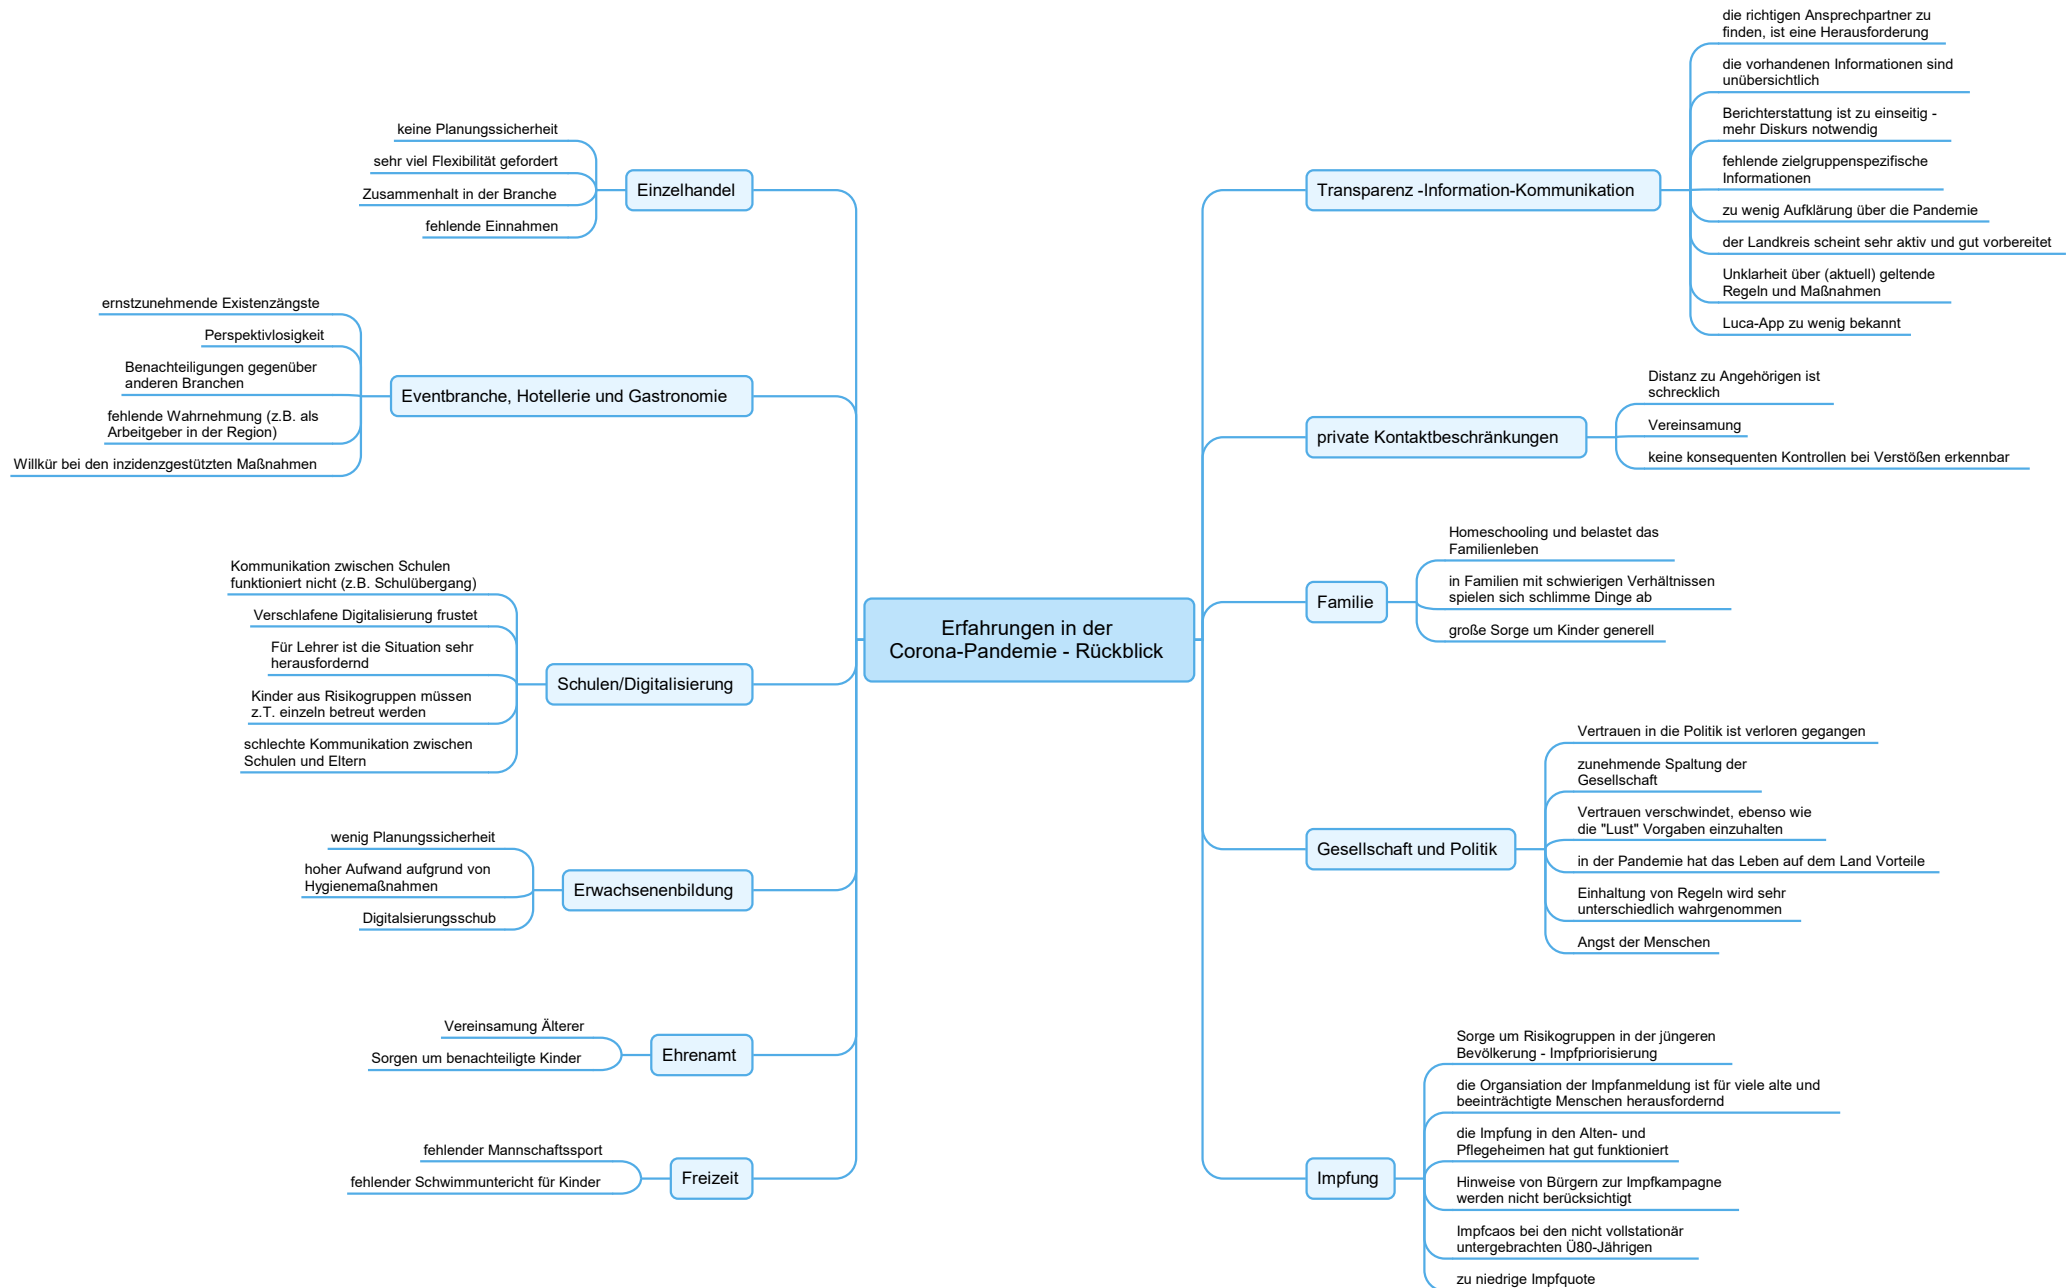 Erfahrungen in der
Corona-Pandemie - Rückblick
Einzelhandel
keine Planungssicherheit
sehr viel Flexibilität gefordert
Zusammenhalt in der Branche
fehlende Einnahmen
Eventbranche, Hotellerie und Gastronomie
ernstzunehmende Existenzängste
Perspektivlosigkeit
Benachteiligungen gegenüber
anderen Branchen
fehlende Wahrnehmung (z.B. als
Arbeitgeber in der Region)
Willkür bei den inzidenzgestützten Maßnahmen
Schulen/Digitalisierung
Kommunikation zwischen Schulen
funktioniert nicht (z.B. Schulübergang)
Verschlafene Digitalisierung frustet
Für Lehrer ist die Situation sehr
herausfordernd
Kinder aus Risikogruppen müssen
z.T. einzeln betreut werden
schlechte Kommunikation zwischen
Schulen und Eltern
Erwachsenenbildung
wenig Planungssicherheit
hoher Aufwand aufgrund von
Hygienemaßnahmen
Digitalsierungsschub
Ehrenamt
Vereinsamung Älterer
Sorgen um benachteiligte Kinder
Freizeit
fehlender Mannschaftssport
fehlender Schwimmuntericht für Kinder
Transparenz -Information-Kommunikation
die richtigen Ansprechpartner zu
finden, ist eine Herausforderung
die vorhandenen Informationen sind
unübersichtlich
Berichterstattung ist zu einseitig -
mehr Diskurs notwendig
fehlende zielgruppenspezifische
Informationen
zu wenig Aufklärung über die Pandemie
der Landkreis scheint sehr aktiv und gut vorbereitet
Unklarheit über (aktuell) geltende
Regeln und Maßnahmen
Luca-App zu wenig bekannt
private Kontaktbeschränkungen
Distanz zu Angehörigen ist
schrecklich
Vereinsamung
keine konsequenten Kontrollen bei Verstößen erkennbar
Familie
Homeschooling und belastet das
Familienleben
in Familien mit schwierigen Verhältnissen
spielen sich schlimme Dinge ab
große Sorge um Kinder generell
Gesellschaft und Politik
Vertrauen in die Politik ist verloren gegangen
zunehmende Spaltung der
Gesellschaft
Vertrauen verschwindet, ebenso wie
die "Lust" Vorgaben einzuhalten
in der Pandemie hat das Leben auf dem Land Vorteile
Einhaltung von Regeln wird sehr
unterschiedlich wahrgenommen
Angst der Menschen
Impfung
Sorge um Risikogruppen in der jüngeren
Bevölkerung - Impfpriorisierung
die Organsiation der Impfanmeldung ist für viele alte und
beeinträchtigte Menschen herausfordernd
die Impfung in den Alten- und
Pflegeheimen hat gut funktioniert
Hinweise von Bürgern zur Impfkampagne
werden nicht berücksichtigt
Impfcaos bei den nicht vollstationär
untergebrachten Ü80-Jährigen
zu niedrige Impfquote